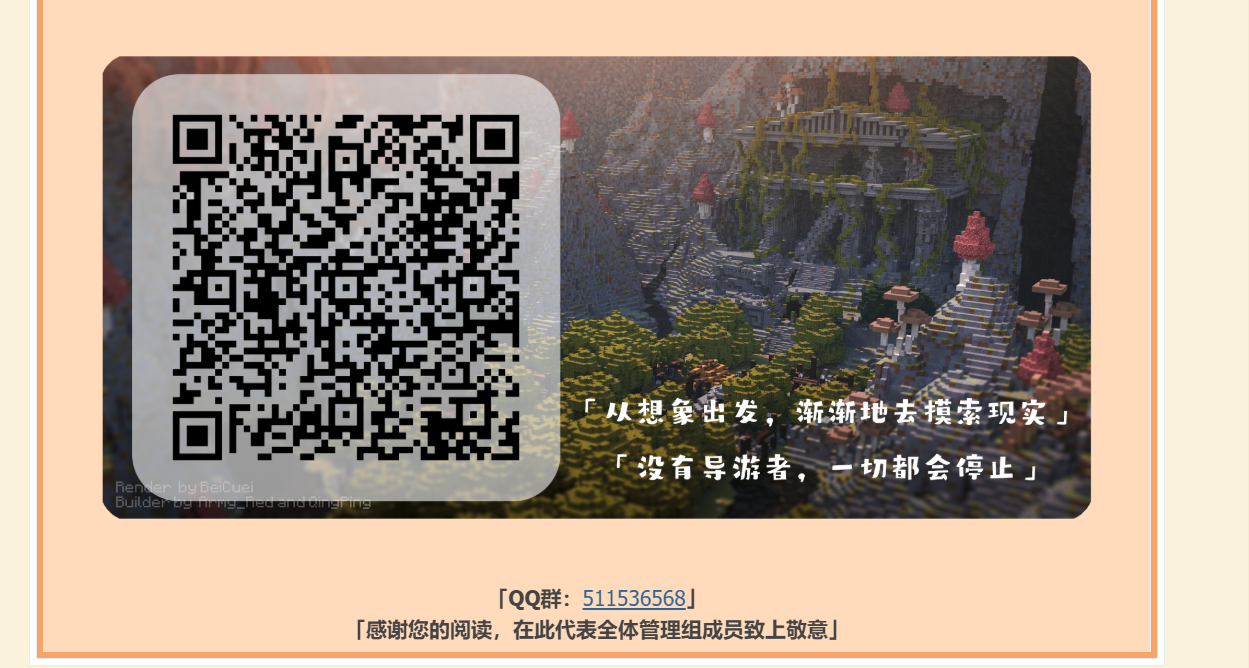 「从想象出发，渐渐地去摸索现实」
「没有导游者，一切都会停止」
Render by BeiCuei
Builder by Army_Red and QingPing
「QQ群：511536568」
「感谢您的阅读，在此代表全体管理组成员致上敬意」